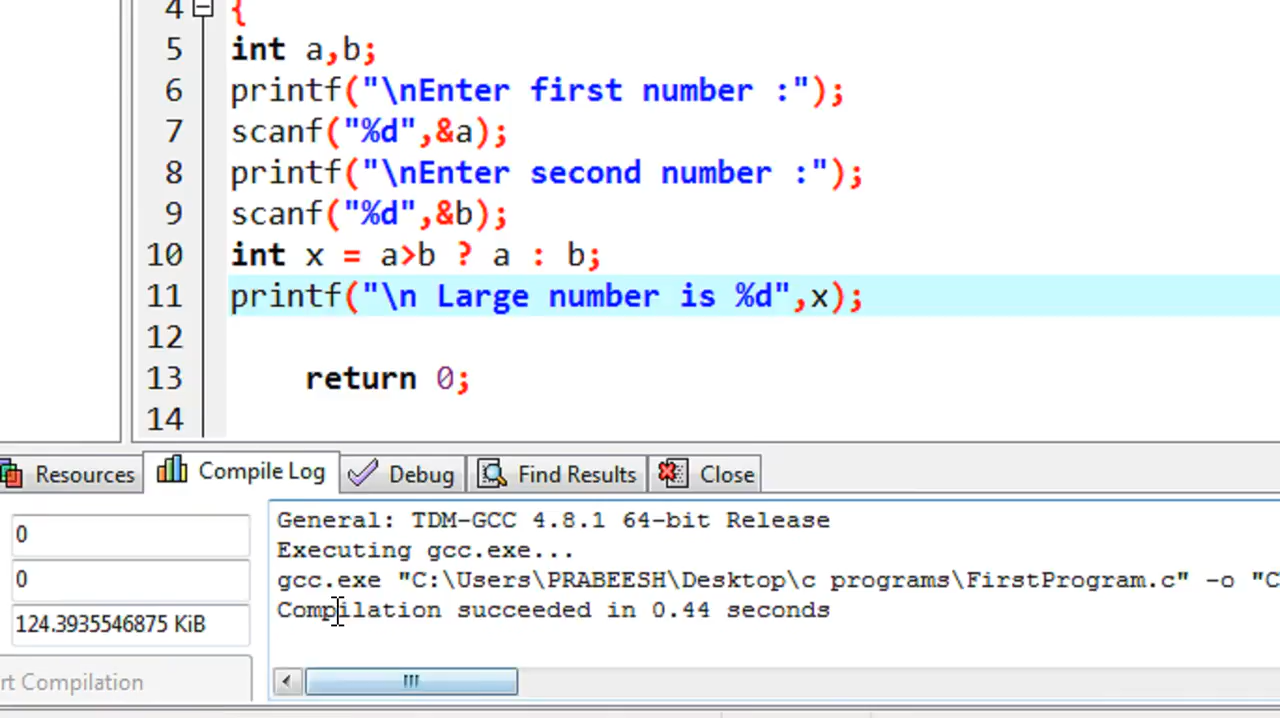 4 {
5 int a,b;
6 printf("\nEnter first number :");
7 scanf("%d",&a);
8 printf("\nEnter second number :");
9 scanf("%d",&b);
10 int x = a>b ? a : b;
11 printf("\n Large number is %d",x);
12
13 return 0;
14
Resources Compile Log Debug Find Results Close
0
0
124.3935546875 KiB
rt Compilation
General: TDM-GCC 4.8.1 64-bit Release
Executing gcc.exe...
gcc.exe "C:\Users\PRABEESH\Desktop\c programs\FirstProgram.c" -o "C
Compilation succeeded in 0.44 seconds